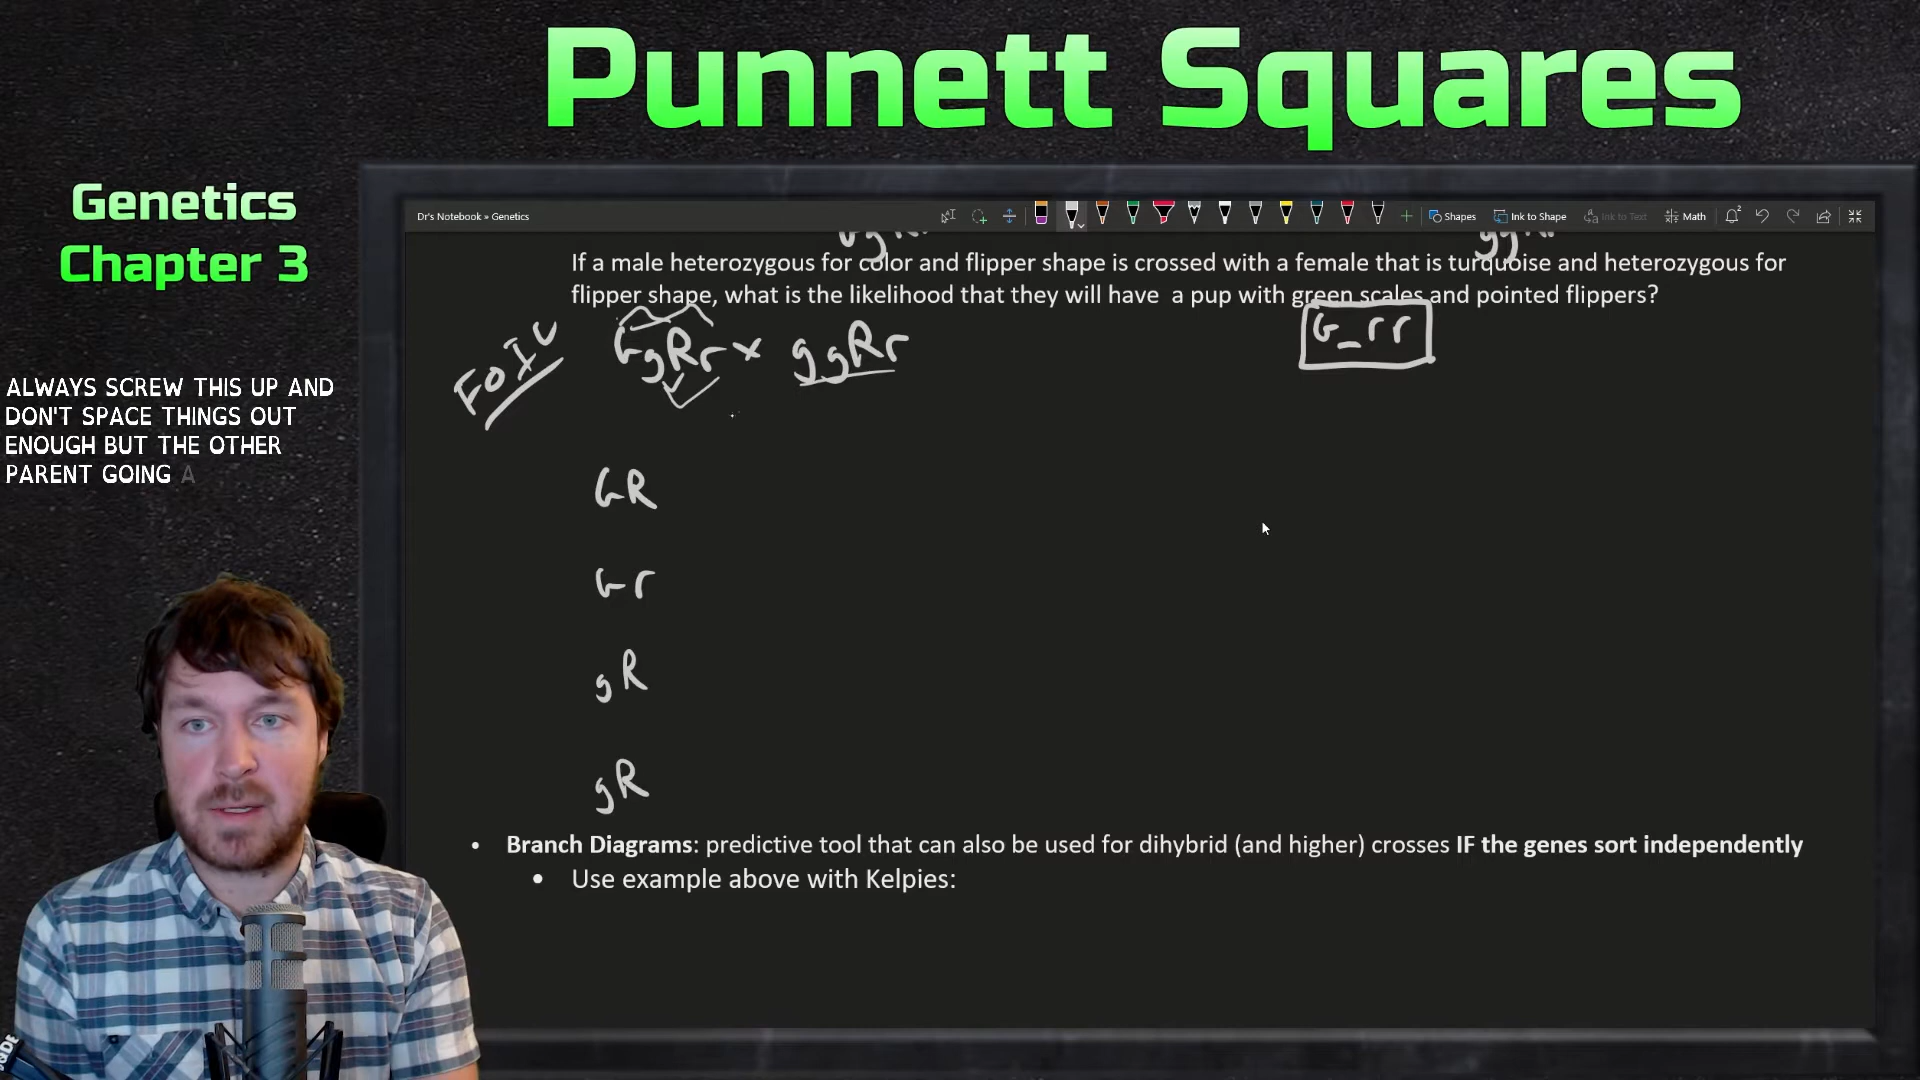 Punnett Squares
Genetics
Chapter 3
ALWAYS SCREW THIS UP AND
DON'T SPACE THINGS OUT
ENOUGH BUT THE OTHER
PARENT GOING A
Dr's Notebook » Genetics
Shapes
Ink to Shape
Ink to Text
Math
If a male heterozygous for color and flipper shape is crossed with a female that is turquoise and heterozygous for
flipper shape, what is the likelihood that they will have a pup with green scales and pointed flippers?
FOIL
GgRr x ggRr
G_rr
GR
Gr
gR
gR
• Branch Diagrams: predictive tool that can also be used for dihybrid (and higher) crosses IF the genes sort independently
• Use example above with Kelpies: